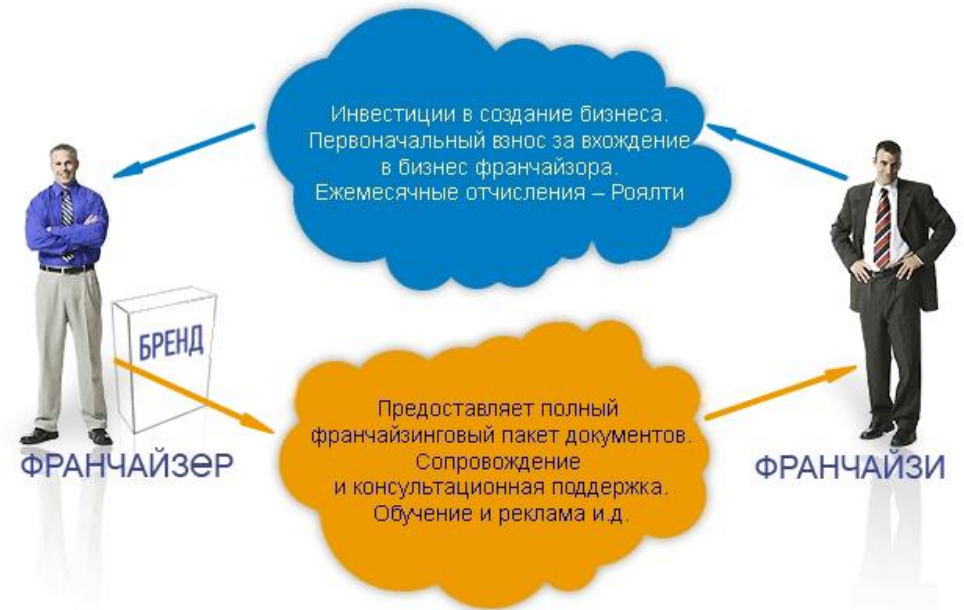 Инвестиции в создание бизнеса.
Первоначальный взнос за вхождение
в бизнес франчайзора.
Ежемесячные отчисления – Роялти
БРЕНД
ФРАНЧАЙЗЕР
Предоставляет полный
франчайзинговый пакет документов.
Сопровождение
и консультационная поддержка.
Обучение и реклама и.д.
ФРАНЧАЙЗИ